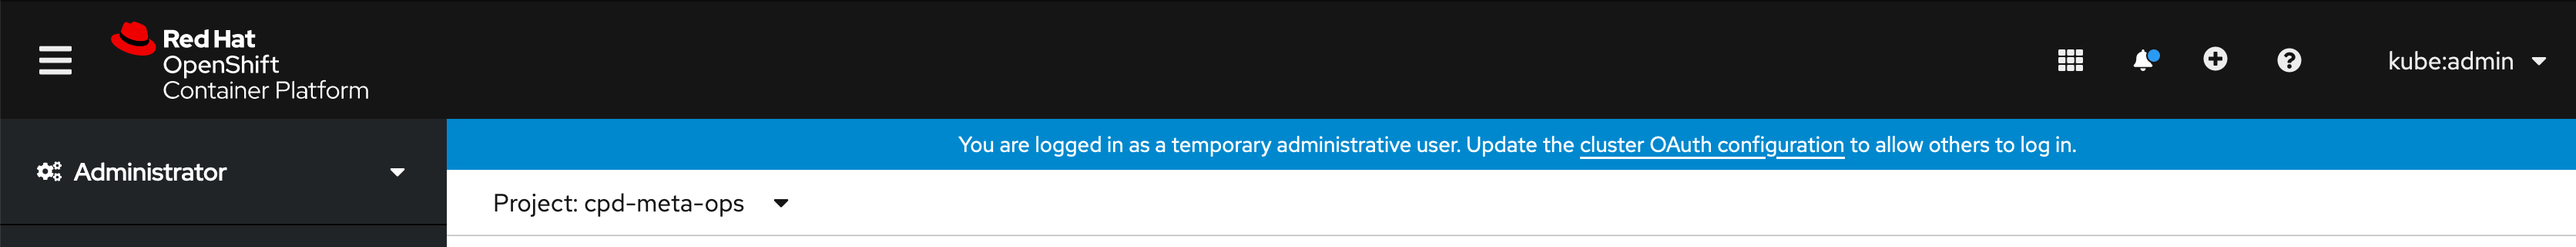 Red Hat
OpenShift
Container Platform
kube:admin
Administrator
You are logged in as a temporary administrative user. Update the cluster OAuth configuration to allow others to log in.
Project: cpd-meta-ops